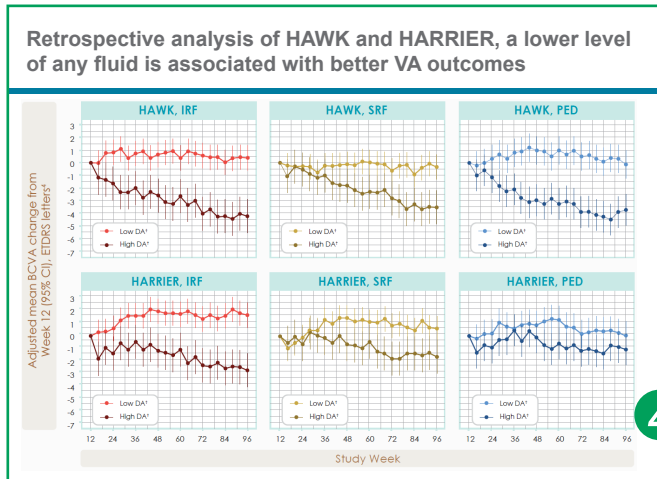 Retrospective analysis of HAWK and HARRIER, a lower level
of any fluid is associated with better VA outcomes
Adjusted mean BCVA change from
Week 12 (95% CI), ETDRS letters⁴
HAWK, IRF
3
2
1
0
-1
-2
-3
-4
-5
-6
-7
Low DA†
High DA†
HAWK, SRF
Low DA†
High DA†
HAWK, PED
Low DA†
High DA†
HARRIER, IRF
3
2
1
0
-1
-2
-3
-4
-5
-6
-7
Low DA†
High DA†
12 24 36 48 60 72 84 96
HARRIER, SRF
Low DA†
High DA†
12 24 36 48 60 72 84 96
HARRIER, PED
Low DA†
High DA†
12 24 36 48 60 72 84 96
Study Week